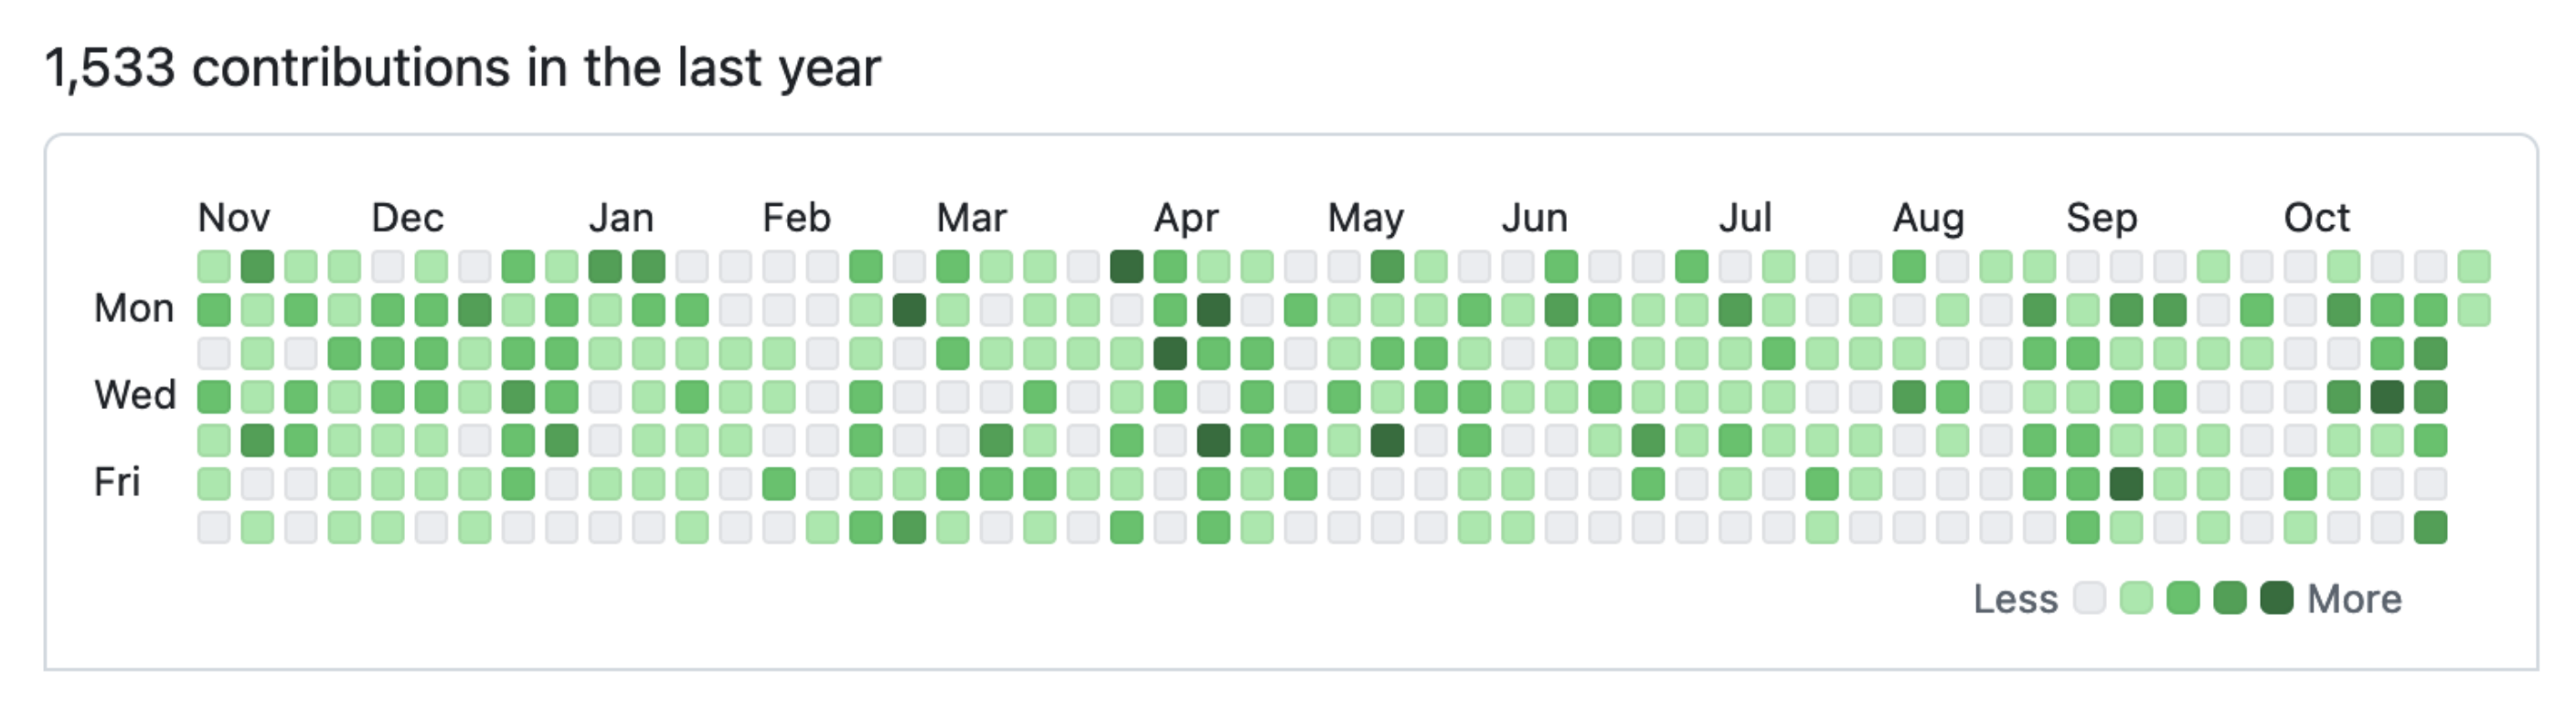 1,533 contributions in the last year
Nov Dec Jan Feb Mar Apr May Jun Jul Aug Sep Oct
Mon
Wed
Fri
Less More